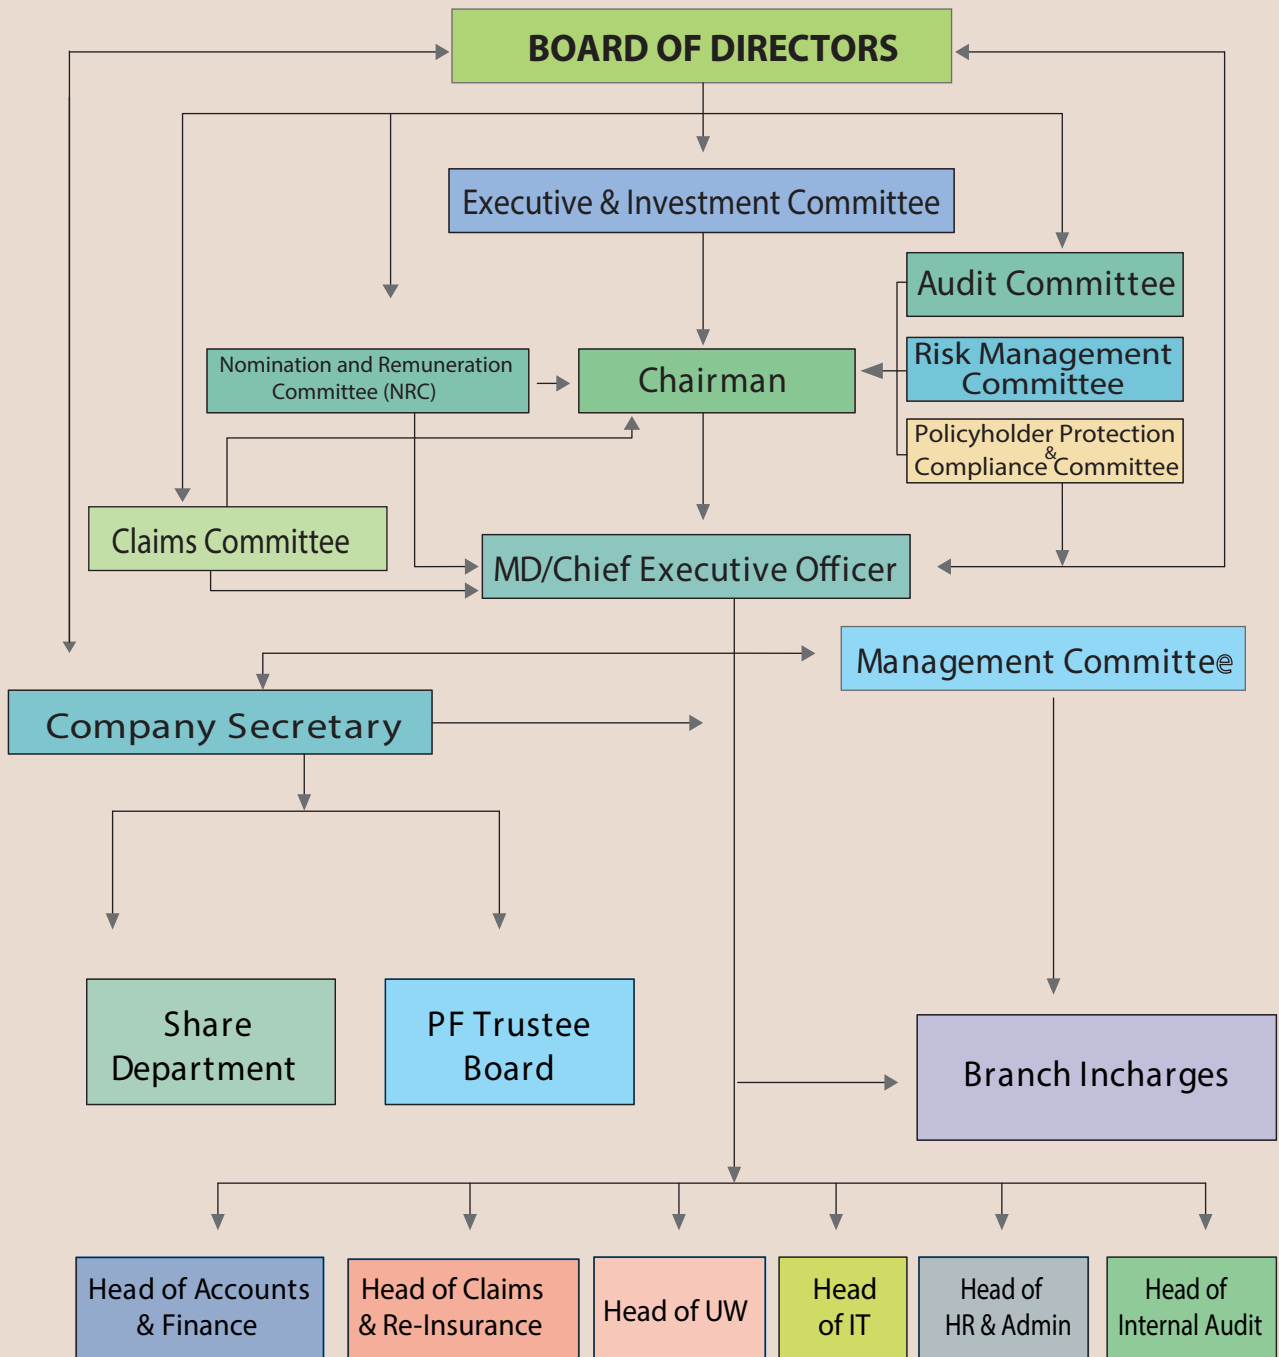 BOARD OF DIRECTORS
Executive & Investment Committee
Audit Committee
Nomination and Remuneration
Committee (NRC)
Chairman
Risk Management
Committee
Policyholder Protection
&
Compliance Committee
Claims Committee
MD/Chief Executive Officer
Management Committee
Company Secretary
Share
Department
PF Trustee
Board
Branch Incharges
Head of Accounts
& Finance
Head of Claims
& Re-Insurance
Head of UW
Head
of IT
Head of
HR & Admin
Head of
Internal Audit